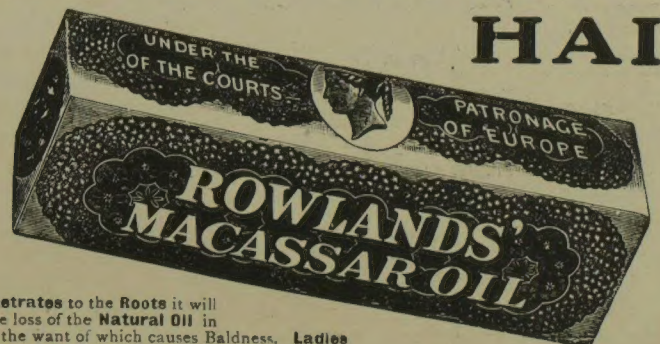 HAI
UNDER THE
OF THE COURTS
PATRONAGE
OF EUROPE
ROWLANDS'
MACASSAR OIL
etrates to the Roots it will
e loss of the Natural Oil in
the want of which causes Baldness. Ladies